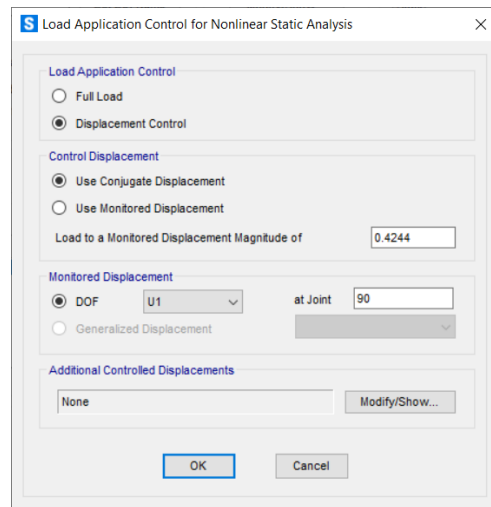 S Load Application Control for Nonlinear Static Analysis
Load Application Control
Full Load
Displacement Control
Control Displacement
Use Conjugate Displacement
Use Monitored Displacement
Load to a Monitored Displacement Magnitude of 0.4244
Monitored Displacement
DOF U1 at Joint 90
Generalized Displacement
Additional Controlled Displacements
None Modify/Show...
OK Cancel